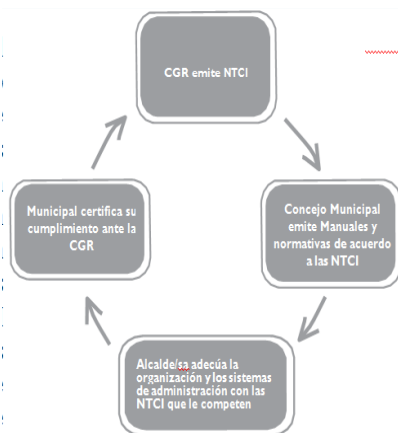 CGR emite NTCI
Concejo Municipal
emite Manuales y
normativas de acuerdo
a las NTCI
Alcalde/sa adecúa la
organización y los sistemas
de administración con las
NTCI que le competen
Municipal certifica su
cumplimiento ante la
CGR